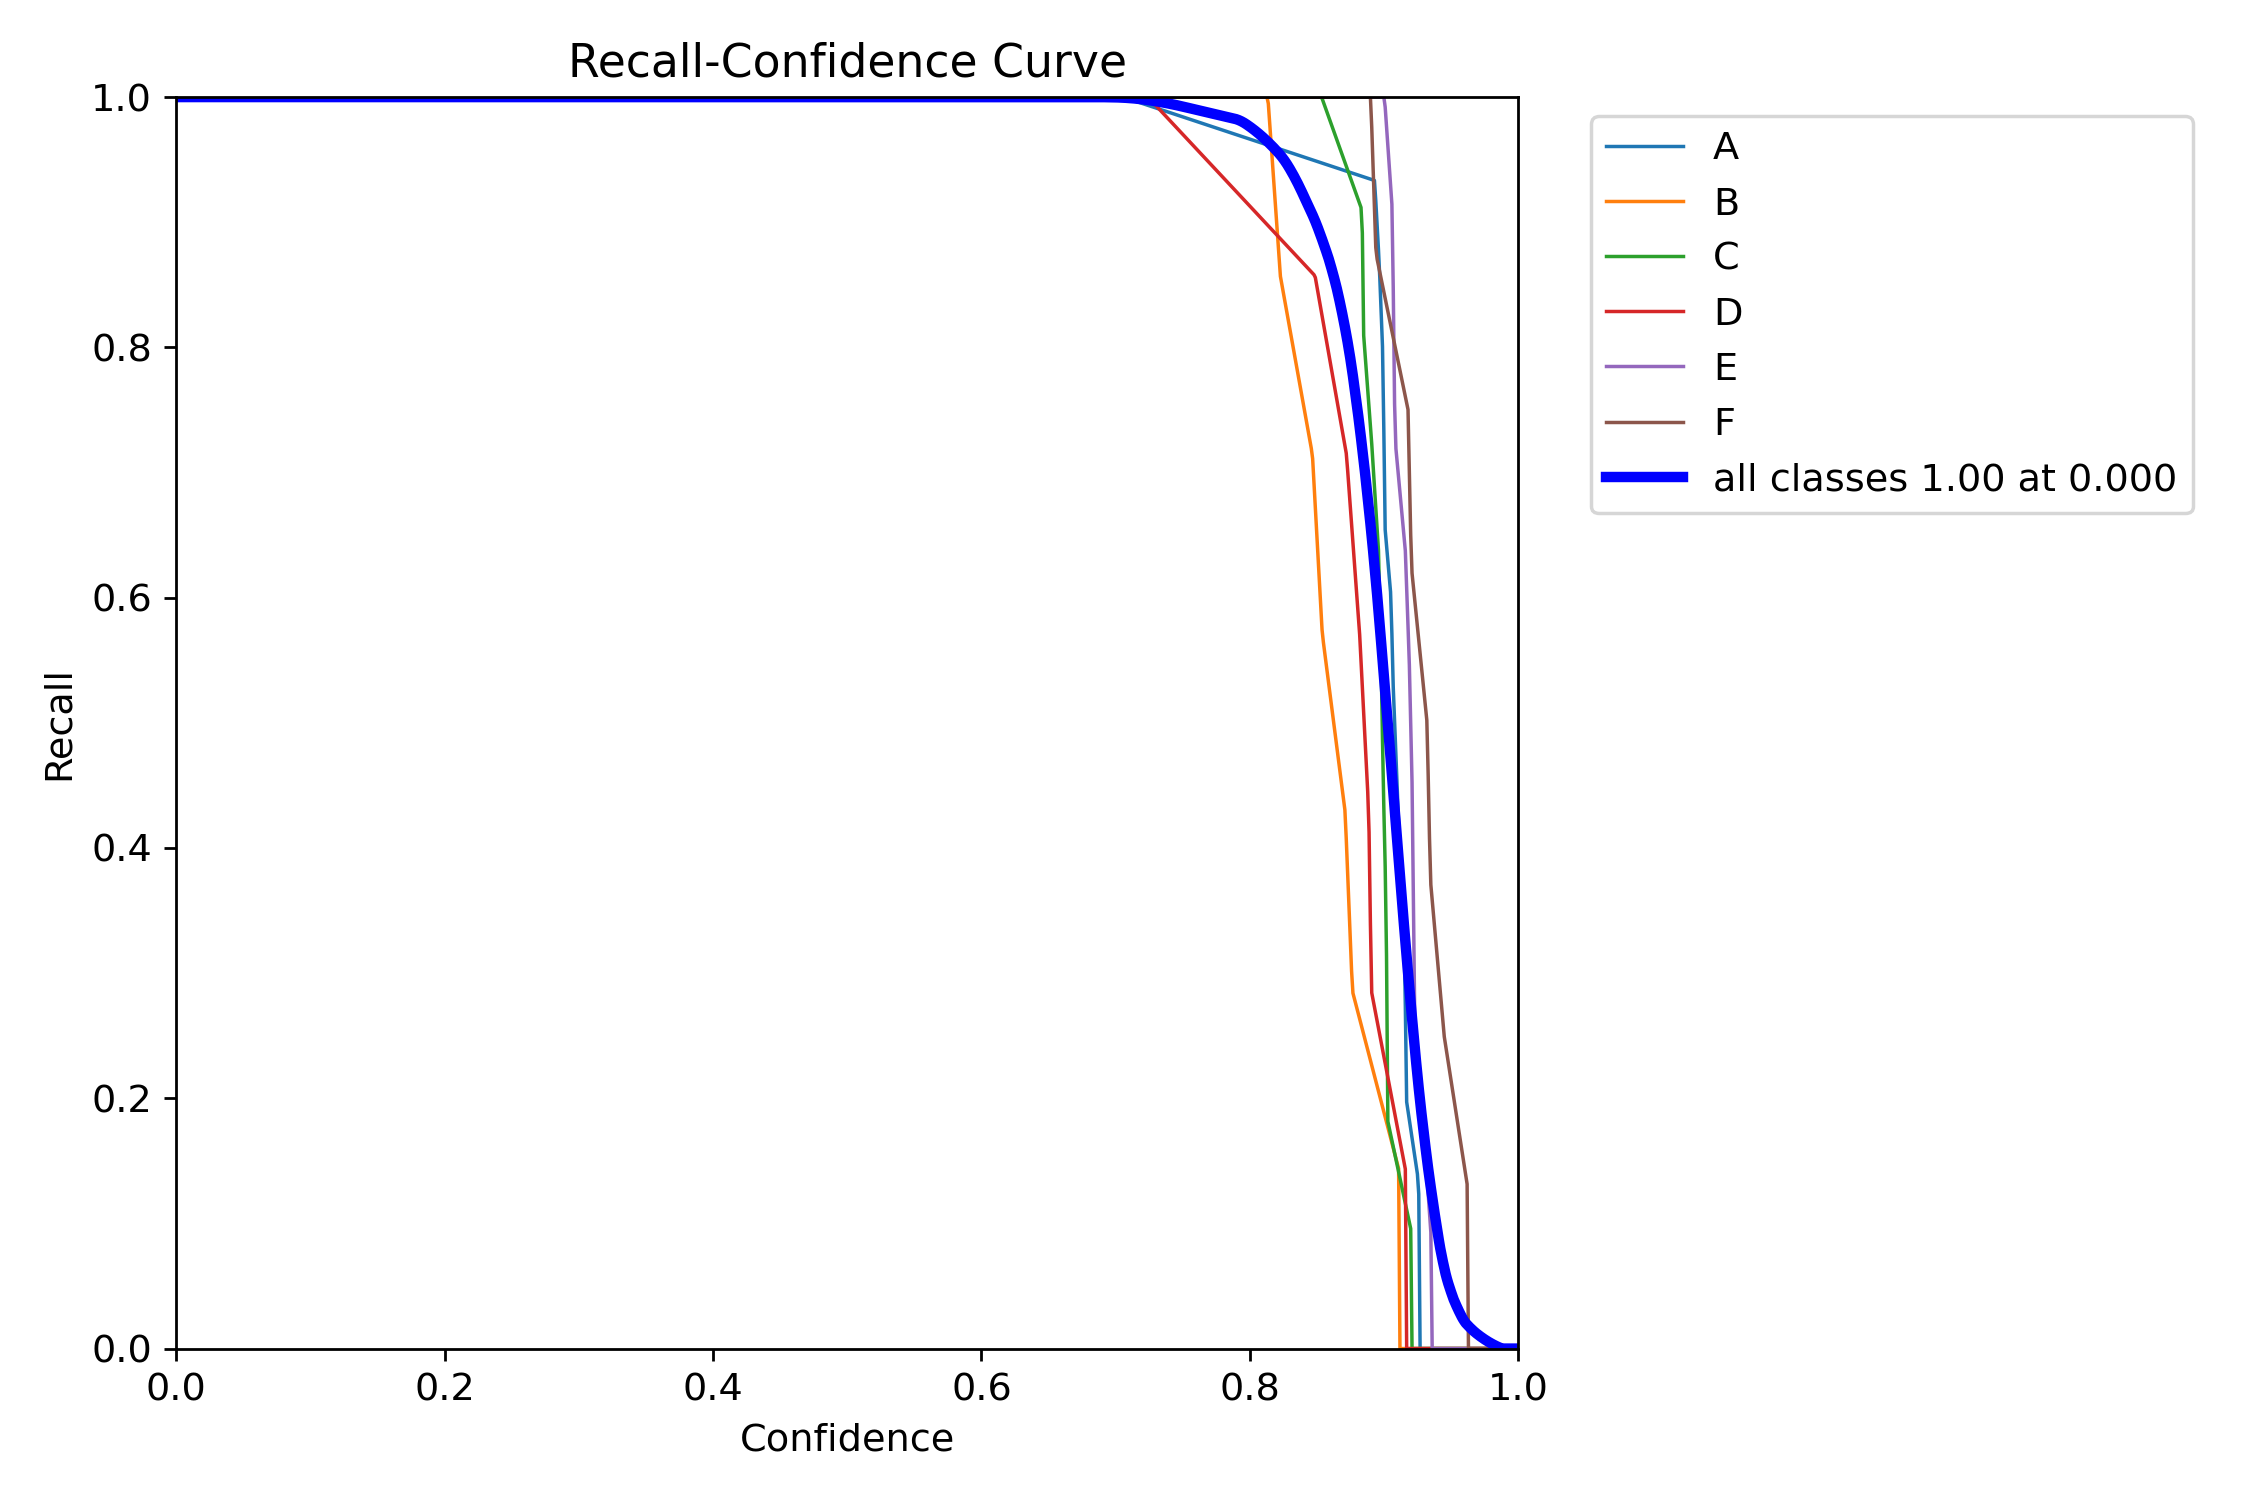 Recall-Confidence Curve
1.0
0.8
0.6
0.4
0.2
0.0
Recall
0.0 0.2 0.4 0.6 0.8 1.0
Confidence
A
B
C
D
E
F
all classes 1.00 at 0.000